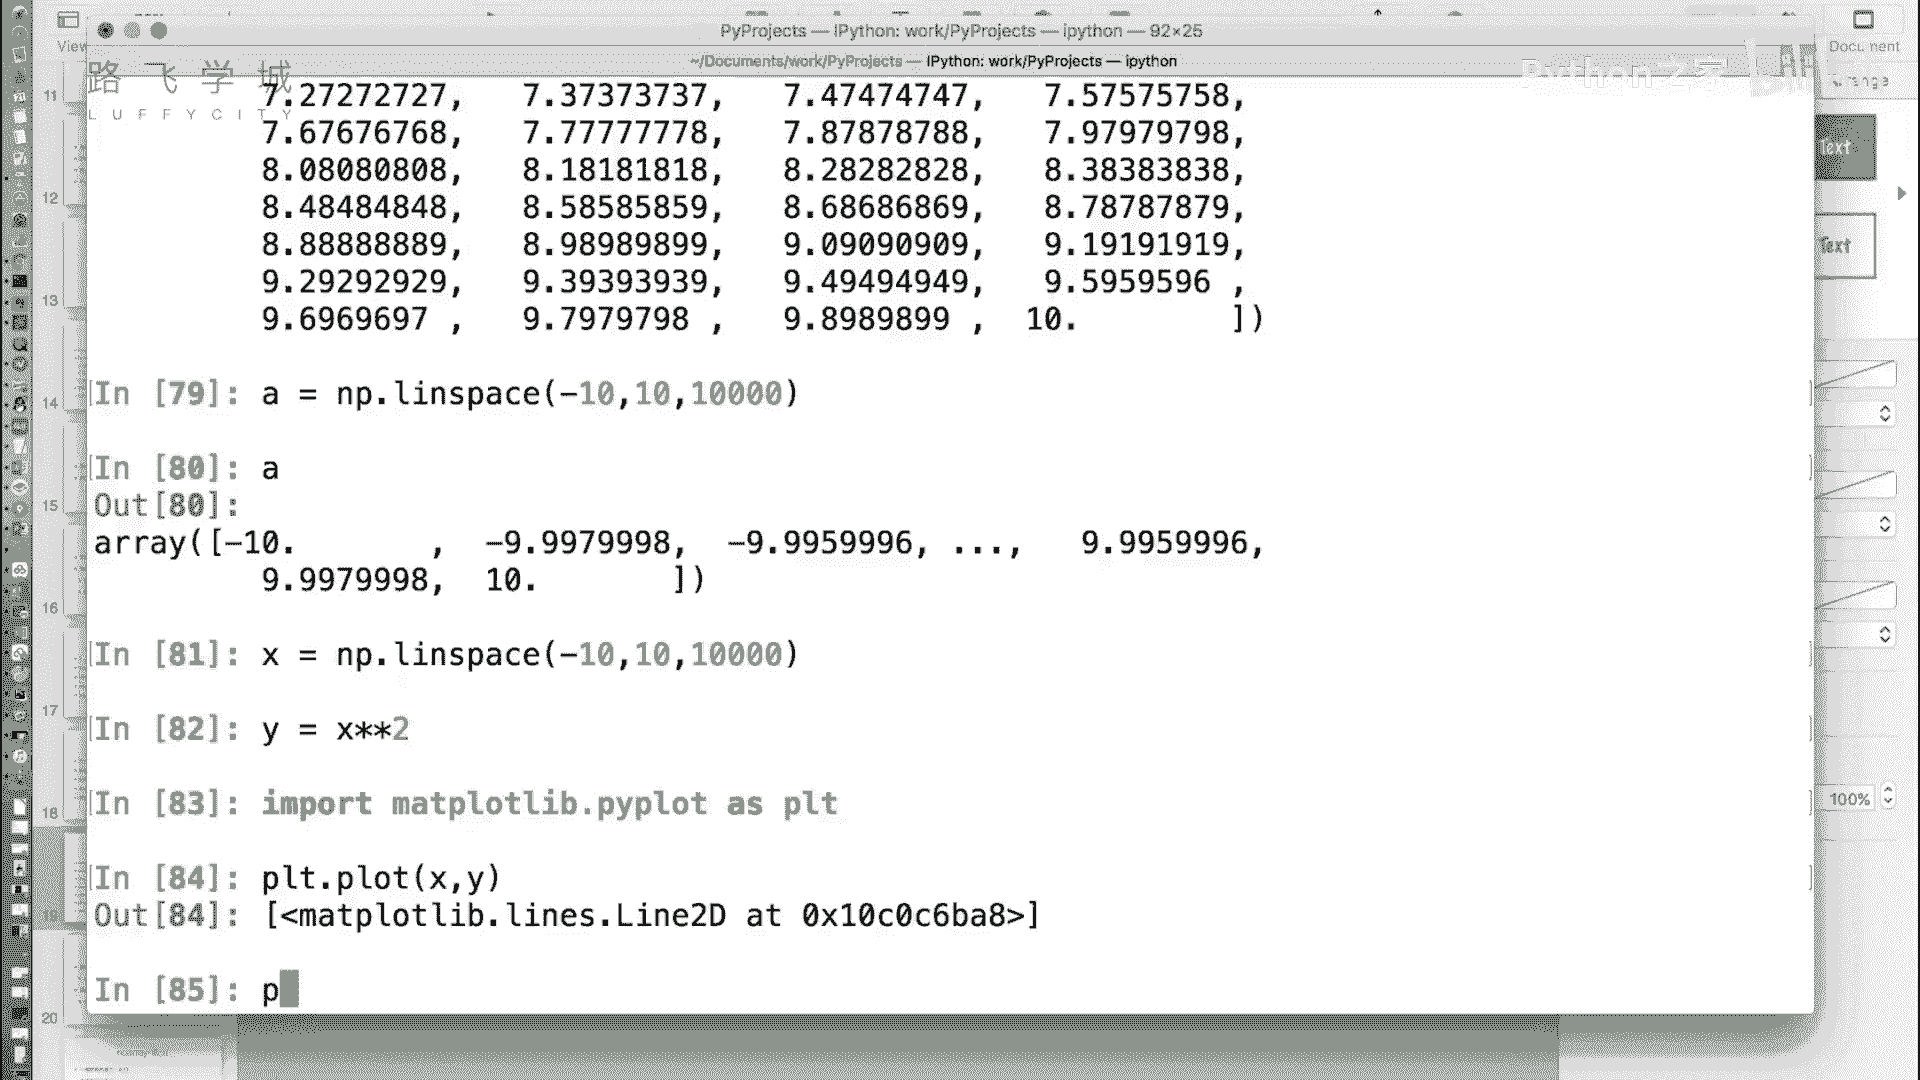 PyProjects — IPython: work/PyProjects — ipython — 92×25
~/Documents/work/PyProjects — IPython: work/PyProjects — ipython
View
路飞学城
LUFFYCITY
Python之家
7.27272727, 7.37373737, 7.47474747, 7.57575758,
7.67676768, 7.77777778, 7.87878788, 7.97979798,
8.08080808, 8.18181818, 8.28282828, 8.38383838,
8.48484848, 8.58585859, 8.68686869, 8.78787879,
8.88888889, 8.98989899, 9.09090909, 9.19191919,
9.29292929, 9.39393939, 9.49494949, 9.5959596 ,
9.6969697 , 9.7979798 , 9.8989899 , 10. ])
In [79]: a = np.linspace(-10,10,10000)
In [80]: a
Out[80]:
array([-10. , -9.9979998, -9.9959996, ..., 9.9959996,
9.9979998, 10. ])
In [81]: x = np.linspace(-10,10,10000)
In [82]: y = x**2
In [83]: import matplotlib.pyplot as plt
In [84]: plt.plot(x,y)
Out[84]: [<matplotlib.lines.Line2D at 0x10c0c6ba8>]
In [85]: p
11
12
13
14
15
16
17
18
19
20
Text
Text
100%